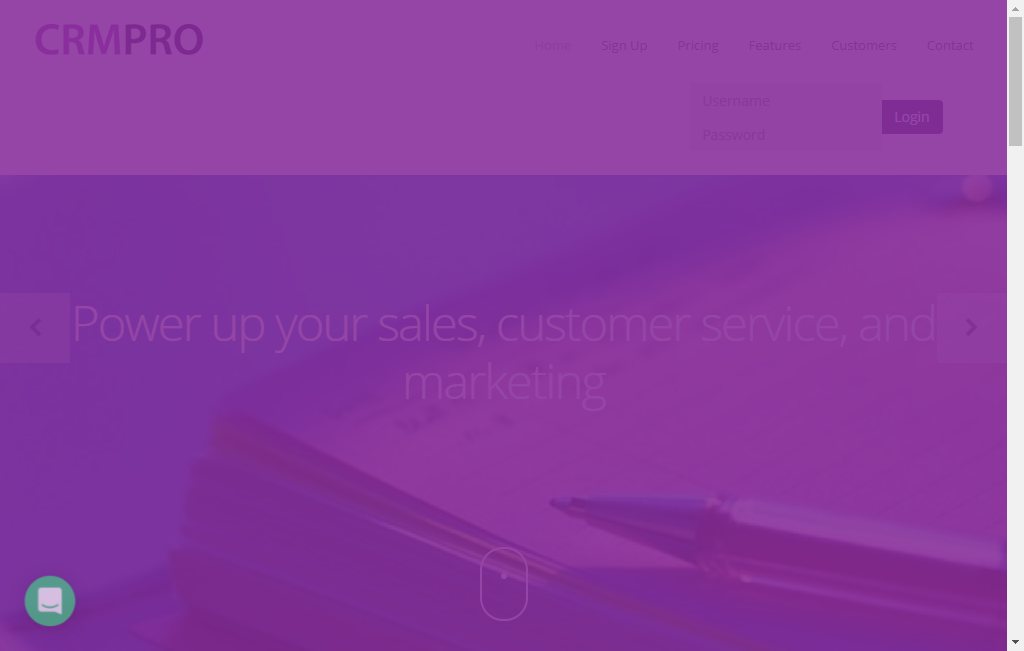 CRMPRO
Home Sign Up Pricing Features Customers Contact
Username
Login
Password
Power up your sales, customer service, and
marketing